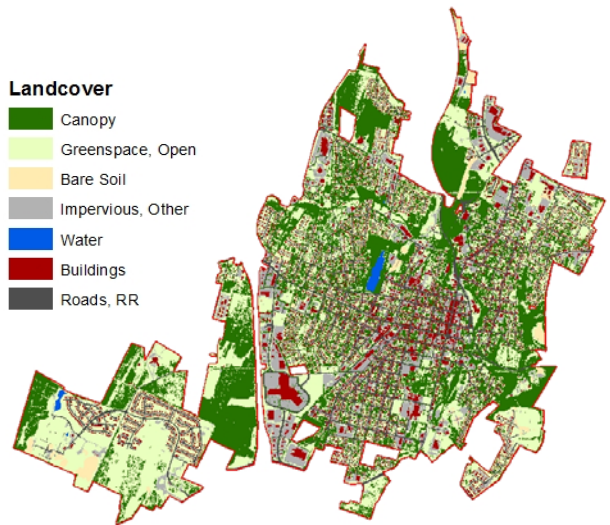 Landcover
Canopy
Greenspace, Open
Bare Soil
Impervious, Other
Water
Buildings
Roads, RR